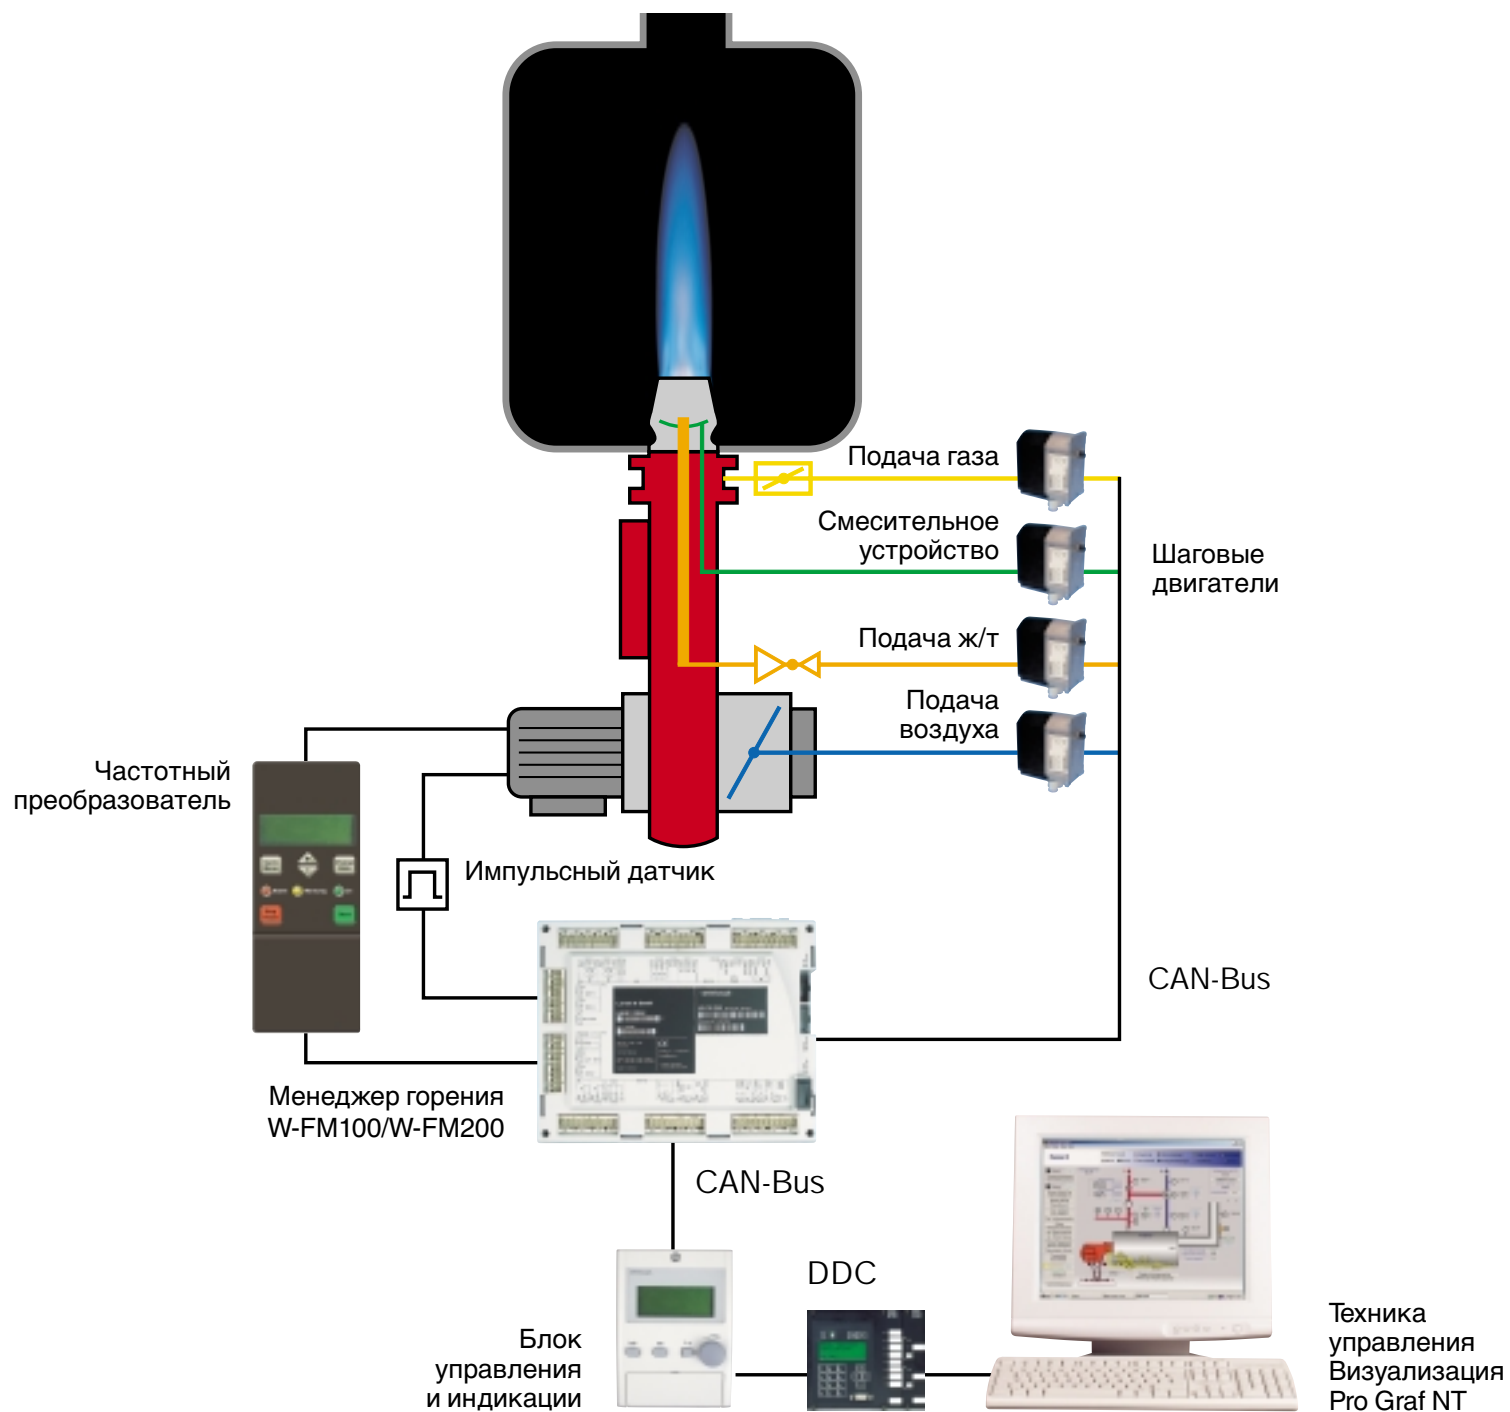 Подача газа
Смесительное
устройство
Шаговые
двигатели
Подача ж/т
Подача
воздуха
Частотный
преобразователь
Импульсный датчик
CAN-Bus
Менеджер горения
W-FM100/W-FM200
CAN-Bus
DDC
Блок
управления
и индикации
Техника
управления
Визуализация
Pro Graf NT